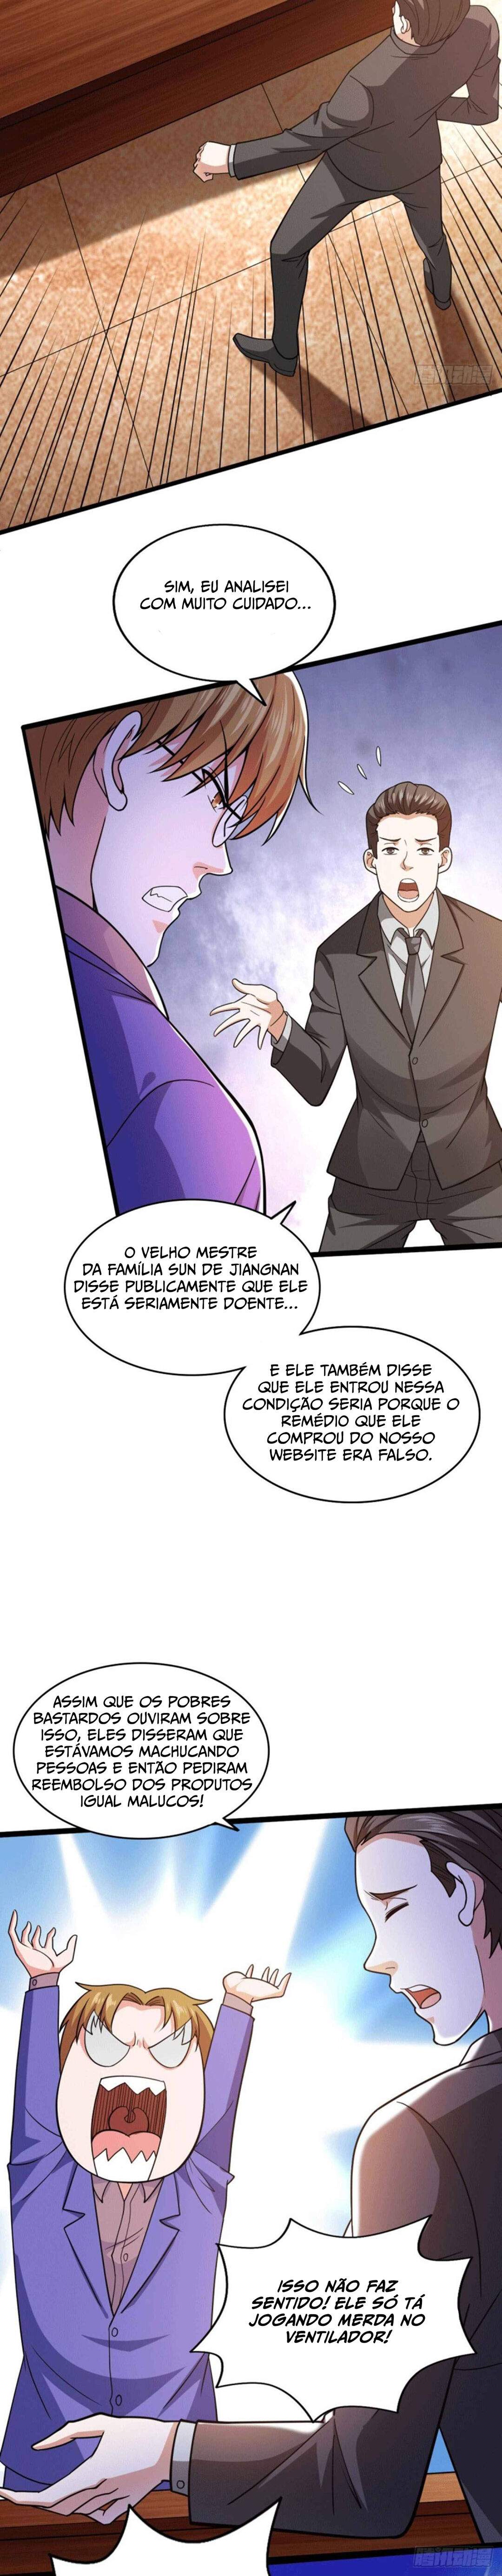 SIM, EU ANALISEI
COM MUITO CUIDADO...
O VELHO MESTRE
DA FAMÍLIA SUN DE JIANGNAN
DISSE PUBLICAMENTE QUE ELE
ESTÁ SERIAMENTE DOENTE...
E ELE TAMBÉM DISSE
QUE ELE ENTROU NESSA
CONDIÇÃO SERIA PORQUE O
REMÉDIO QUE ELE
COMPROU DO NOSSO
WEBSITE ERA FALSO.
ASSIM QUE OS POBRES
BASTARDOS OUVIRAM SOBRE
ISSO, ELES DISSERAM QUE
ESTÁVAMOS MACHUCANDO
PESSOAS E ENTÃO PEDIRAM
REEMBOLSO DOS PRODUTOS
IGUAL MALUCOS!
ISSO NÃO FAZ
SENTIDO! ELE SÓ TÁ
JOGANDO MERDA NO
VENTILADOR!